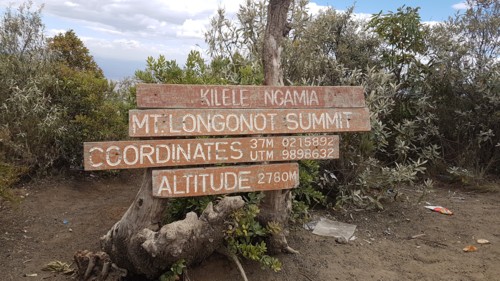 KILELE NGAMIA
MT. LONGONOT SUMMIT
COORDINATES 37M 0215892
UTM 9898632
ALTITUDE 2780M